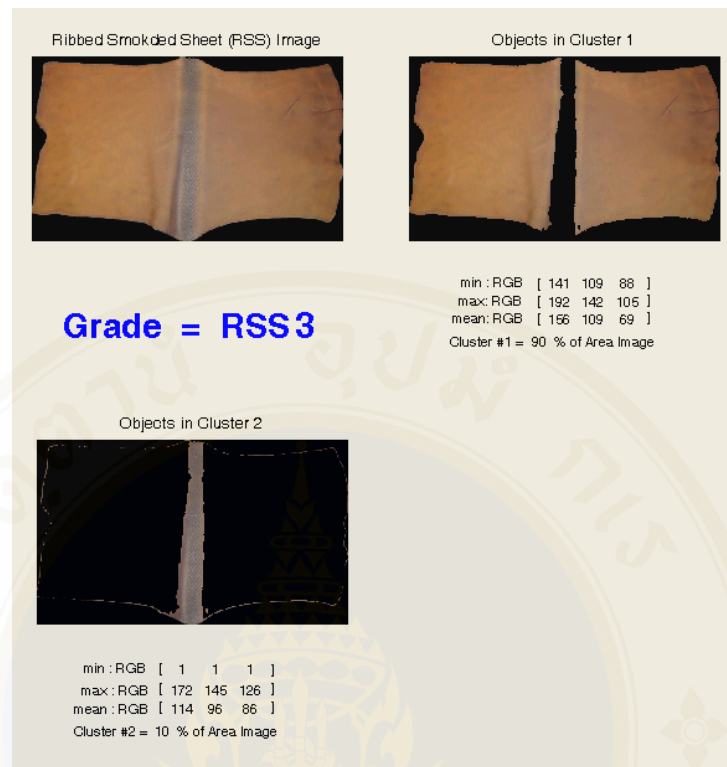 Ribbed Smokded Sheet (RSS) Image
Objects in Cluster 1
min : RGB [ 141 109 88 ]
max: RGB [ 192 142 105 ]
mean: RGB [ 156 109 69 ]
Cluster #1 = 90 % of Area Image
Grade = RSS 3
Objects in Cluster 2
min : RGB [ 1 1 1 ]
max : RGB [ 172 145 126 ]
mean : RGB [ 114 96 86 ]
Cluster #2 = 10 % of Area Image